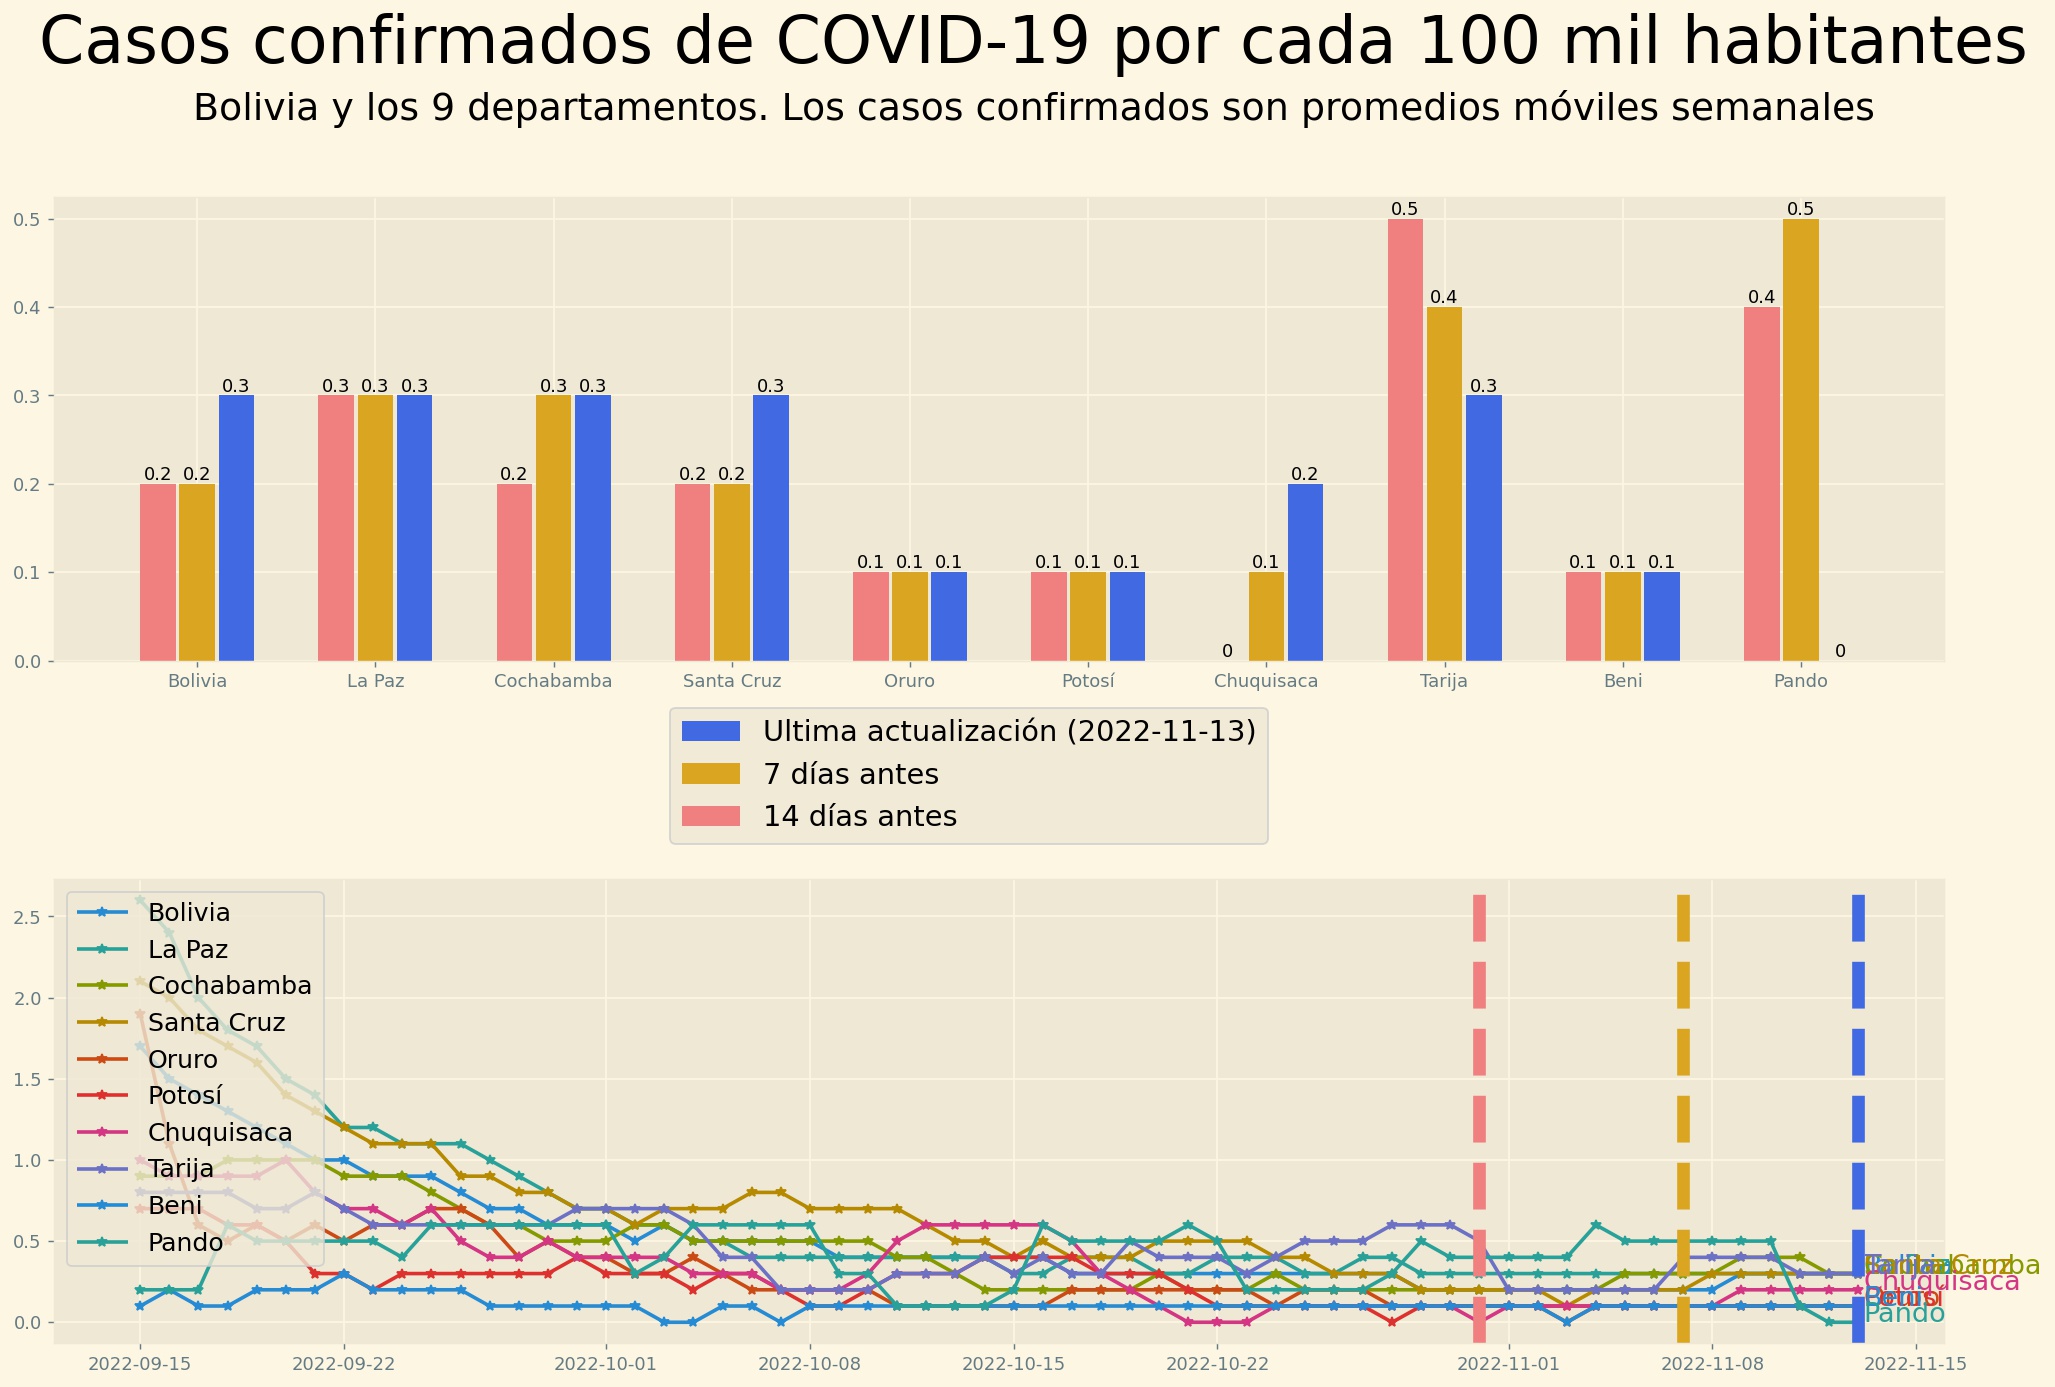 Casos confirmados de COVID-19 por cada 100 mil habitantes
Bolivia y los 9 departamentos. Los casos confirmados son promedios móviles semanales
0.5
0.4
0.3
0.2
0.1
0.0
0.2 0.2 0.3
0.3 0.3 0.3
0.2 0.3 0.3
0.2 0.2 0.3
0.1 0.1 0.1
0.1 0.1 0.1
0 0.1 0.2
0.5 0.4 0.3
0.1 0.1 0.1
0.4 0.5 0
Bolivia La Paz Cochabamba Santa Cruz Oruro Potosí Chuquisaca Tarija Beni Pando
Ultima actualización (2022-11-13)
7 días antes
14 días antes
2.5
2.0
1.5
1.0
0.5
0.0
Bolivia
La Paz
Cochabamba
Santa Cruz
Oruro
Potosí
Chuquisaca
Tarija
Beni
Pando
Chuquisaca
Pando
2022-09-15 2022-09-22 2022-10-01 2022-10-08 2022-10-15 2022-10-22 2022-11-01 2022-11-08 2022-11-15